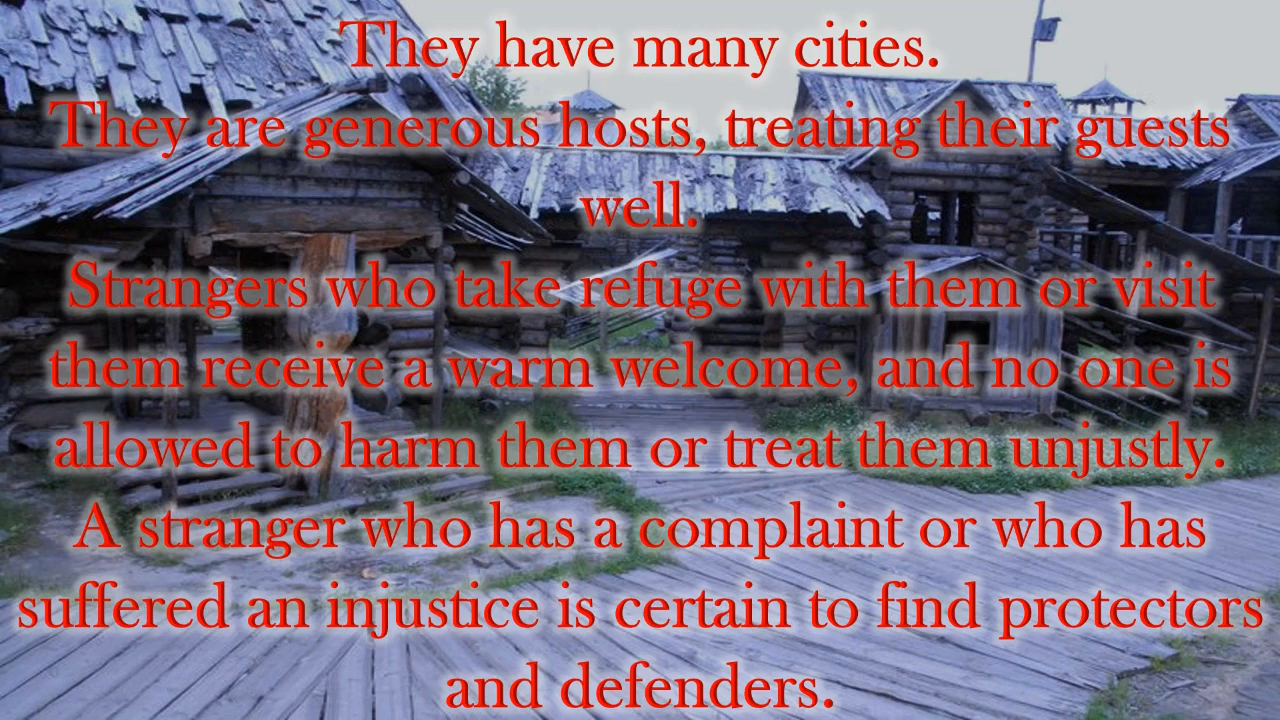 They have many cities.
They are generous hosts, treating their guests
well.
Strangers who take refuge with them or visit
them receive a warm welcome, and no one is
allowed to harm them or treat them unjustly.
A stranger who has a complaint or who has
suffered an injustice is certain to find protectors
and defenders.